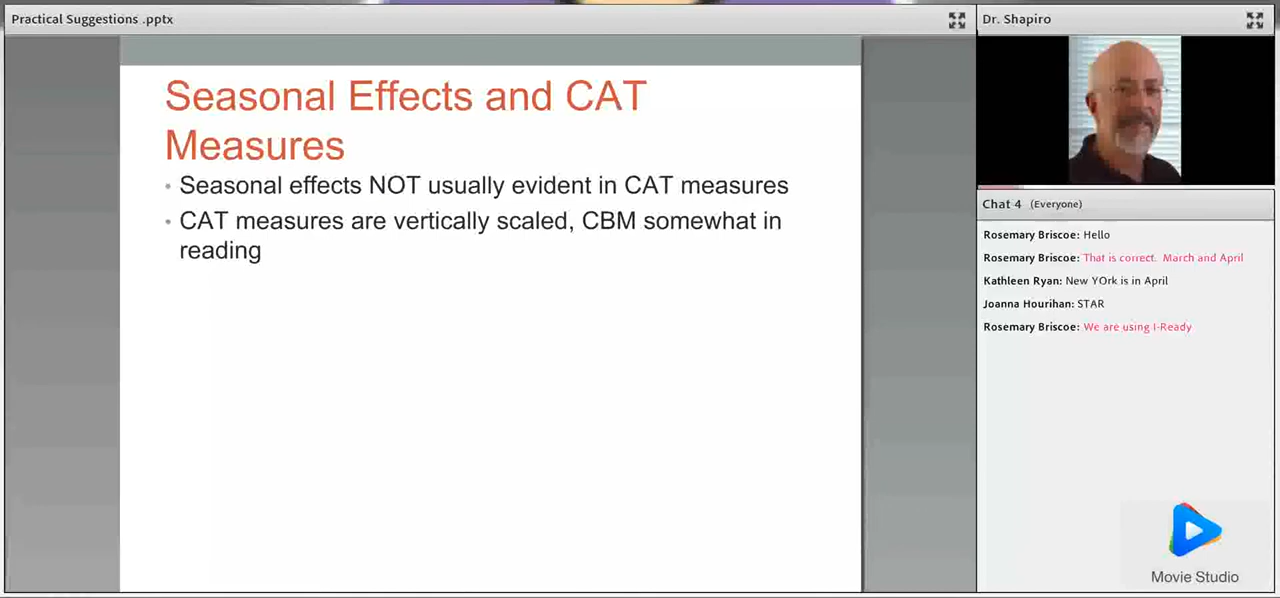 Practical Suggestions .pptx
Seasonal Effects and CAT
Measures
• Seasonal effects NOT usually evident in CAT measures
• CAT measures are vertically scaled, CBM somewhat in
reading
Dr. Shapiro
Chat 4 (Everyone)
Rosemary Briscoe: Hello
Rosemary Briscoe: That is correct. March and April
Kathleen Ryan: New YOrk is in April
Joanna Hourihan: STAR
Rosemary Briscoe: We are using I-Ready
Movie Studio